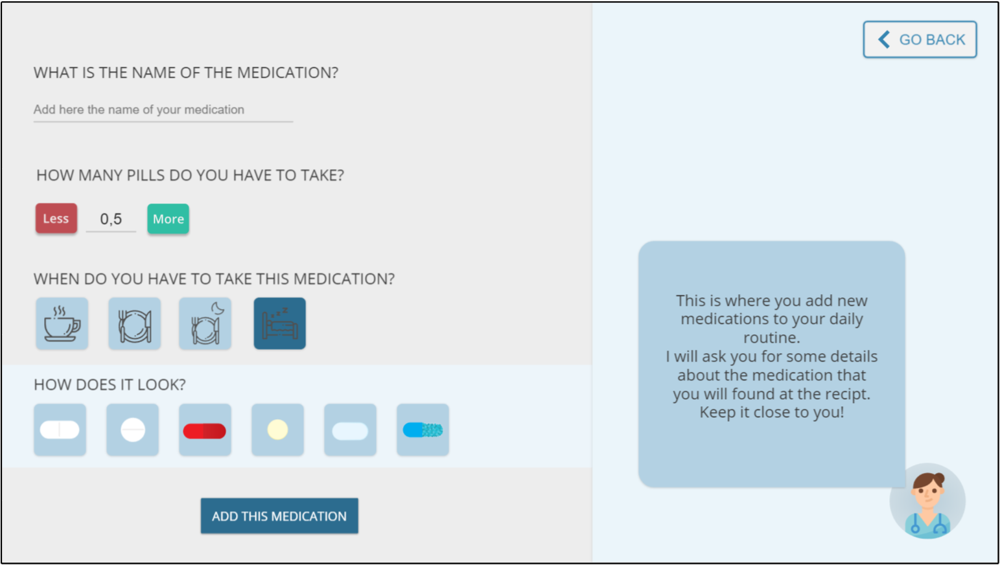 GO BACK
WHAT IS THE NAME OF THE MEDICATION?
Add here the name of your medication
HOW MANY PILLS DO YOU HAVE TO TAKE?
Less 0,5 More
WHEN DO YOU HAVE TO TAKE THIS MEDICATION?
HOW DOES IT LOOK?
ADD THIS MEDICATION
This is where you add new
medications to your daily
routine.
I will ask you for some details
about the medication that
you will found at the recipt.
Keep it close to you!